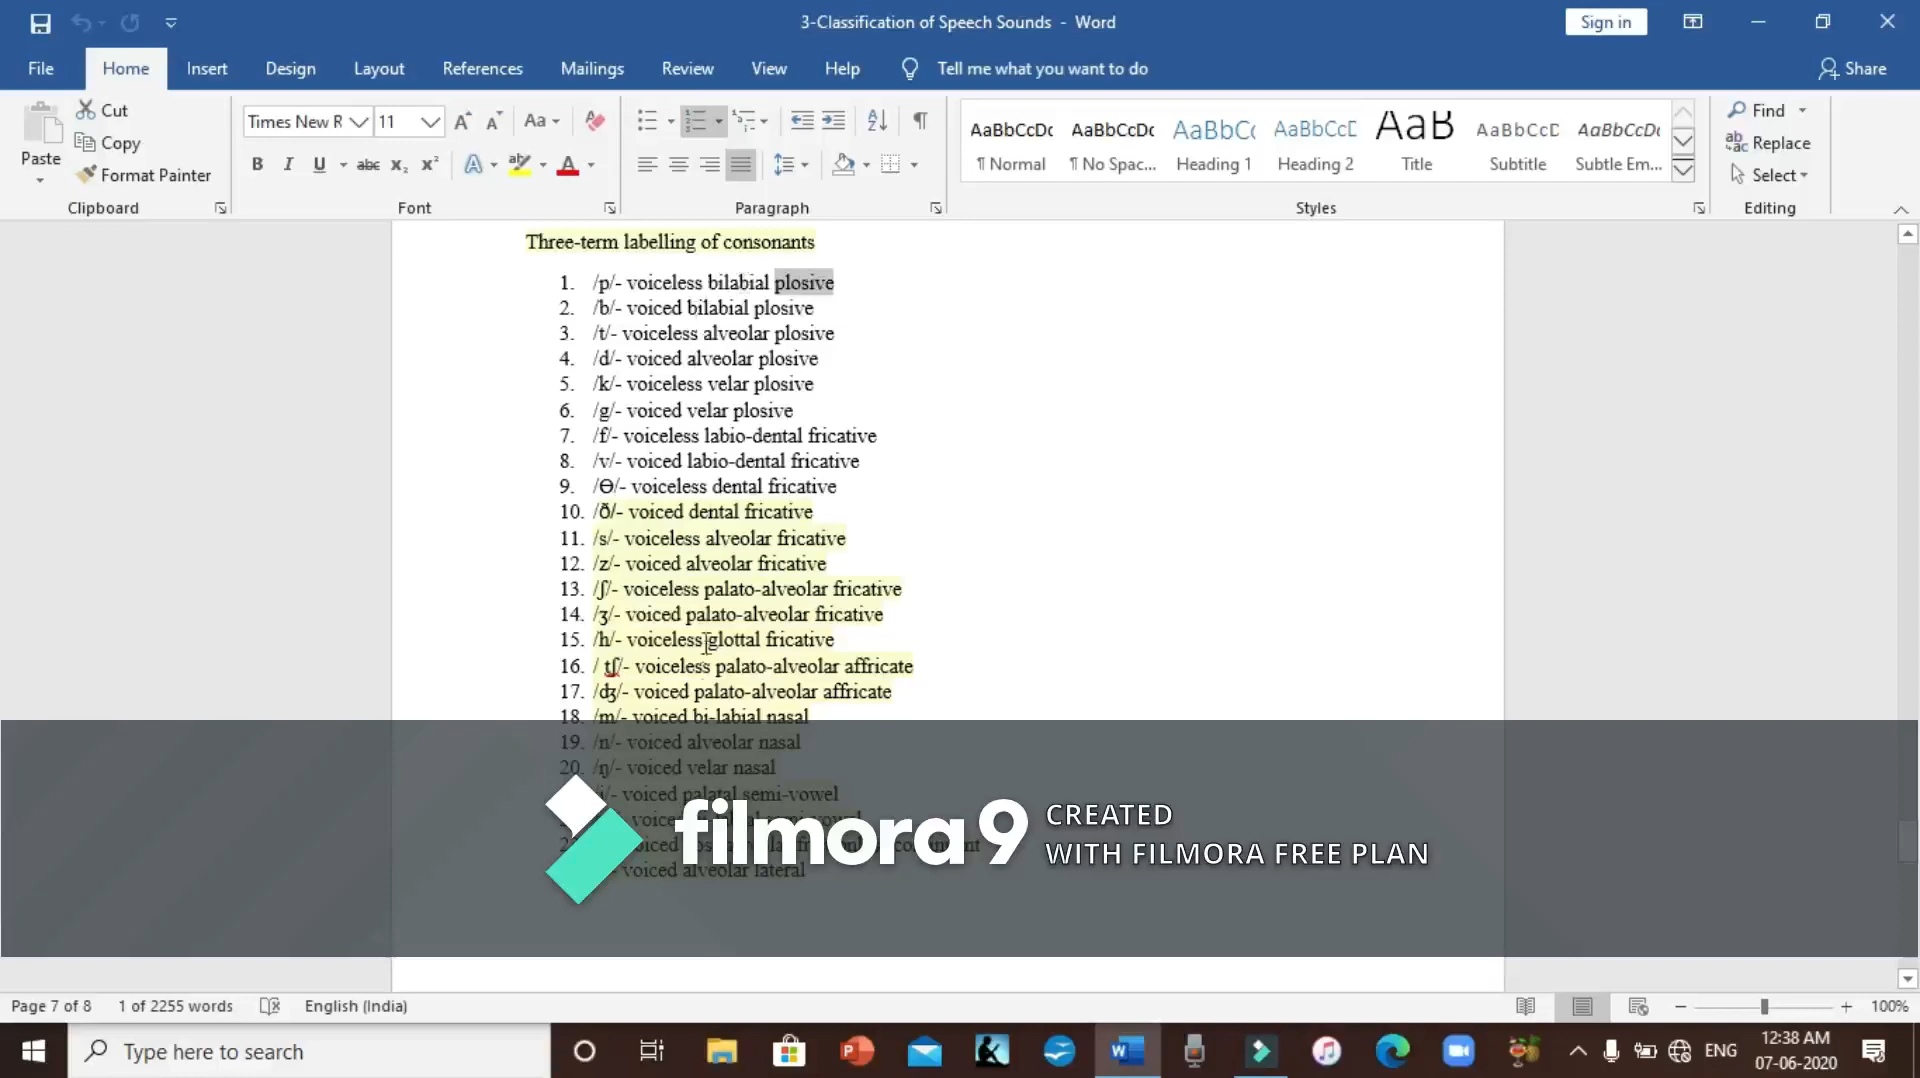 3-Classification of Speech Sounds - Word
Sign in
File Home Insert Design Layout References Mailings Review View Help Tell me what you want to do Share
Paste Cut
Copy
Format Painter
Clipboard
Times New R 11
Aa
B I U abc x₂ x²
Font
Paragraph
AaBbCcDc AaBbCcDc AaBbC( AaBbCcD AaB AaBbCcD AaBbCcDc
¶ Normal ¶ No Spac... Heading 1 Heading 2 Title Subtitle Subtle Em...
Styles
Find
Replace
Select
Editing
Three-term labelling of consonants
1. /p/- voiceless bilabial plosive
2. /b/- voiced bilabial plosive
3. /t/- voiceless alveolar plosive
4. /d/- voiced alveolar plosive
5. /k/- voiceless velar plosive
6. /g/- voiced velar plosive
7. /f/- voiceless labio-dental fricative
8. /v/- voiced labio-dental fricative
9. /Ɵ/- voiceless dental fricative
10. /ð/- voiced dental fricative
11. /s/- voiceless alveolar fricative
12. /z/- voiced alveolar fricative
13. /ʃ/- voiceless palato-alveolar fricative
14. /ʒ/- voiced palato-alveolar fricative
15. /h/- voiceless glottal fricative
16. / tʃ/- voiceless palato-alveolar affricate
17. /ʤ/- voiced palato-alveolar affricate
18. /m/- voiced bi-labial nasal
19. /n/- voiced alveolar nasal
20. /ŋ/- voiced velar nasal
voiced palatal semi-vowel
voiced alveolar lateral
filmora9
CREATED
WITH FILMORA FREE PLAN
Page 7 of 8 1 of 2255 words English (India) 100%
Type here to search
ENG
12:38 AM
07-06-2020